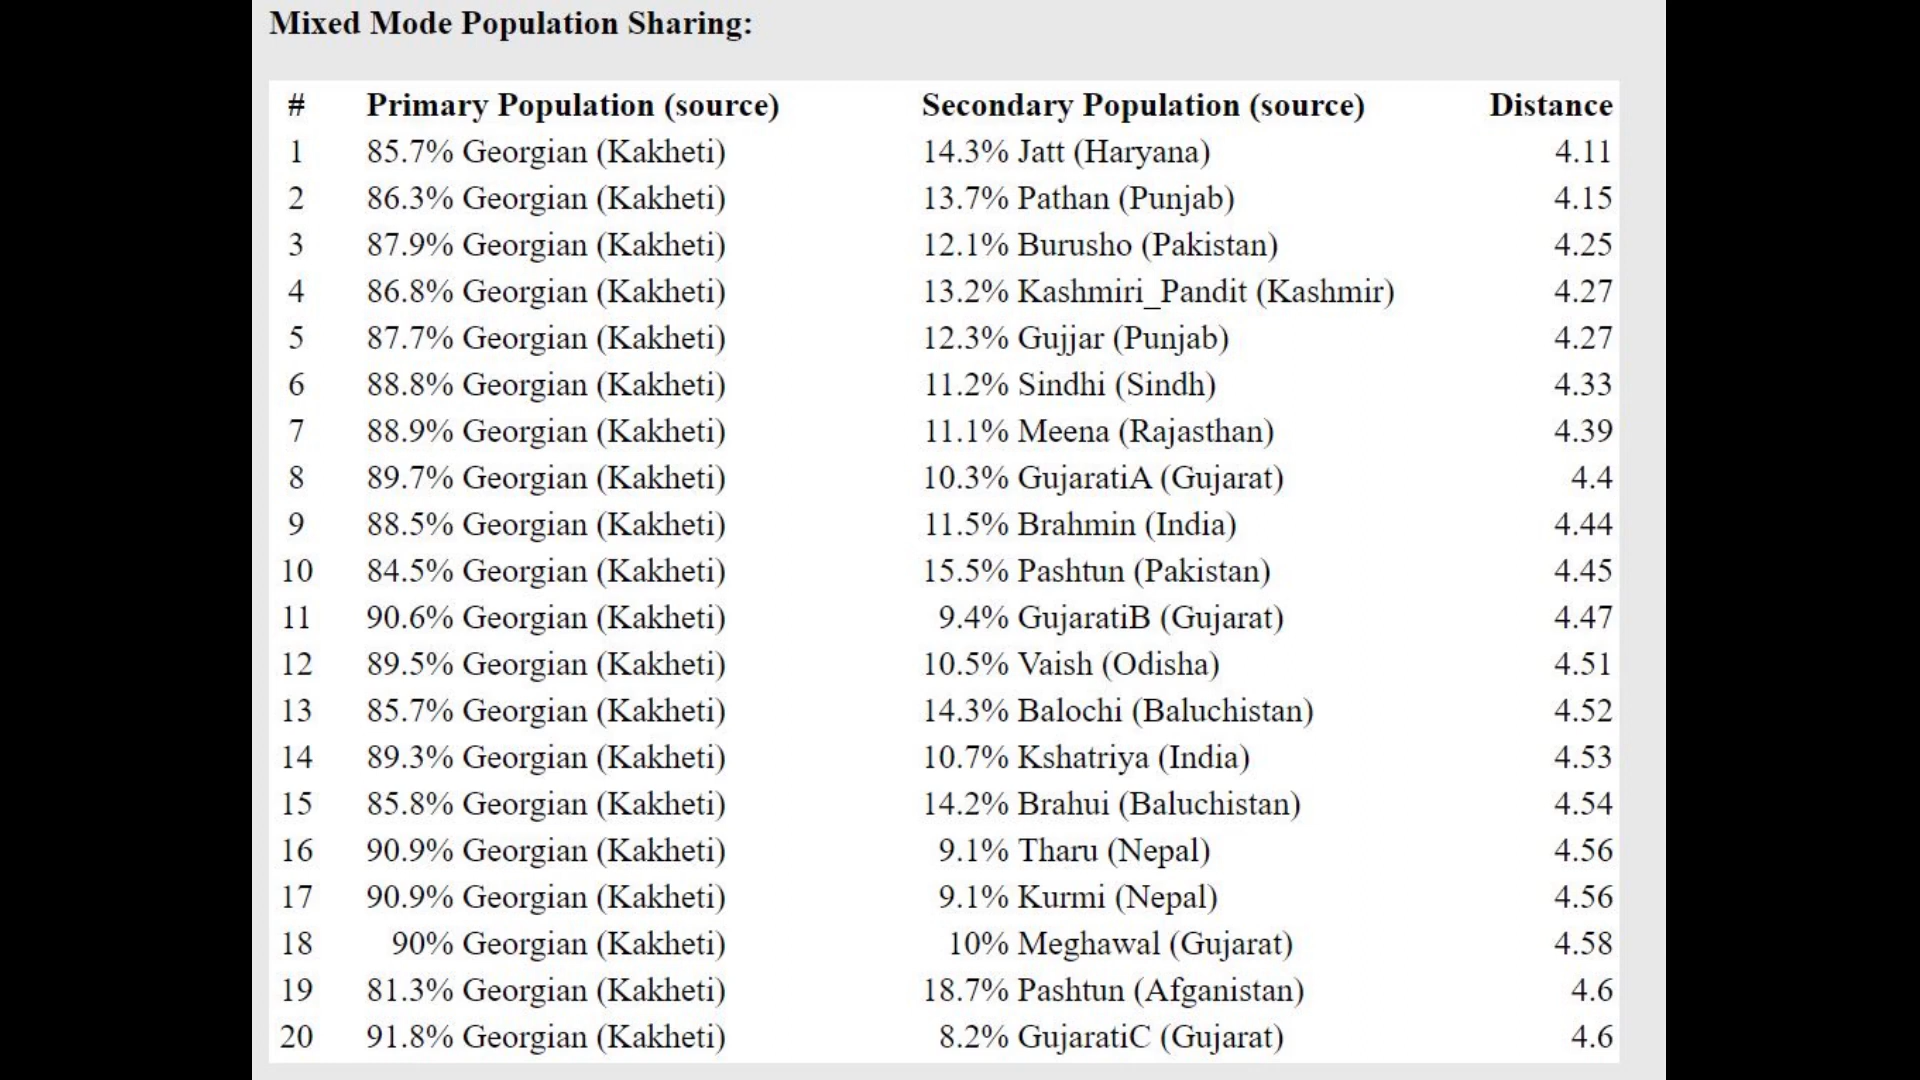 Mixed Mode Population Sharing:
# Primary Population (source) Secondary Population (source) Distance
1 85.7% Georgian (Kakheti) 14.3% Jatt (Haryana) 4.11
2 86.3% Georgian (Kakheti) 13.7% Pathan (Punjab) 4.15
3 87.9% Georgian (Kakheti) 12.1% Burusho (Pakistan) 4.25
4 86.8% Georgian (Kakheti) 13.2% Kashmiri_Pandit (Kashmir) 4.27
5 87.7% Georgian (Kakheti) 12.3% Gujjar (Punjab) 4.27
6 88.8% Georgian (Kakheti) 11.2% Sindhi (Sindh) 4.33
7 88.9% Georgian (Kakheti) 11.1% Meena (Rajasthan) 4.39
8 89.7% Georgian (Kakheti) 10.3% GujaratiA (Gujarat) 4.4
9 88.5% Georgian (Kakheti) 11.5% Brahmin (India) 4.44
10 84.5% Georgian (Kakheti) 15.5% Pashtun (Pakistan) 4.45
11 90.6% Georgian (Kakheti) 9.4% GujaratiB (Gujarat) 4.47
12 89.5% Georgian (Kakheti) 10.5% Vaish (Odisha) 4.51
13 85.7% Georgian (Kakheti) 14.3% Balochi (Baluchistan) 4.52
14 89.3% Georgian (Kakheti) 10.7% Kshatriya (India) 4.53
15 85.8% Georgian (Kakheti) 14.2% Brahui (Baluchistan) 4.54
16 90.9% Georgian (Kakheti) 9.1% Tharu (Nepal) 4.56
17 90.9% Georgian (Kakheti) 9.1% Kurmi (Nepal) 4.56
18 90% Georgian (Kakheti) 10% Meghawal (Gujarat) 4.58
19 81.3% Georgian (Kakheti) 18.7% Pashtun (Afganistan) 4.6
20 91.8% Georgian (Kakheti) 8.2% GujaratiC (Gujarat) 4.6